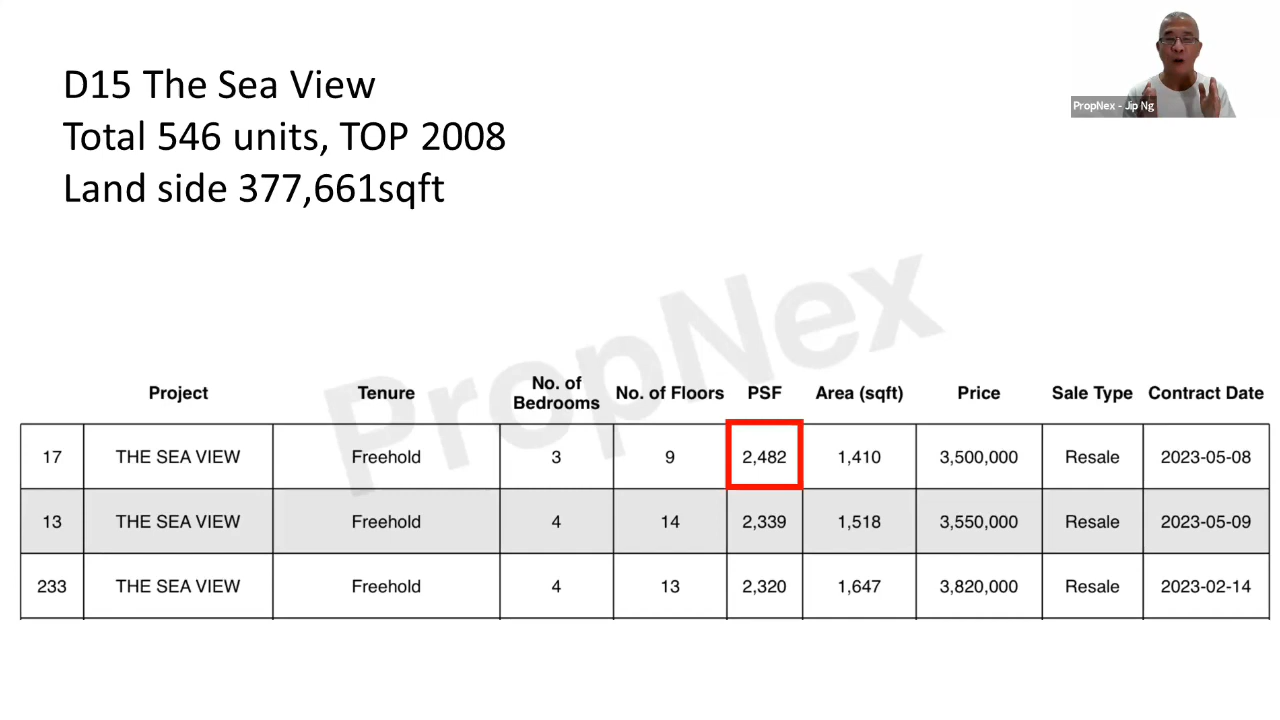 D15 The Sea View
Total 546 units, TOP 2008
Land side 377,661sqft
PropNex - Jip Ng
PropNex
Project Tenure No. of Bedrooms No. of Floors PSF Area (sqft) Price Sale Type Contract Date
17 THE SEA VIEW Freehold 3 9 2,482 1,410 3,500,000 Resale 2023-05-08
13 THE SEA VIEW Freehold 4 14 2,339 1,518 3,550,000 Resale 2023-05-09
233 THE SEA VIEW Freehold 4 13 2,320 1,647 3,820,000 Resale 2023-02-14